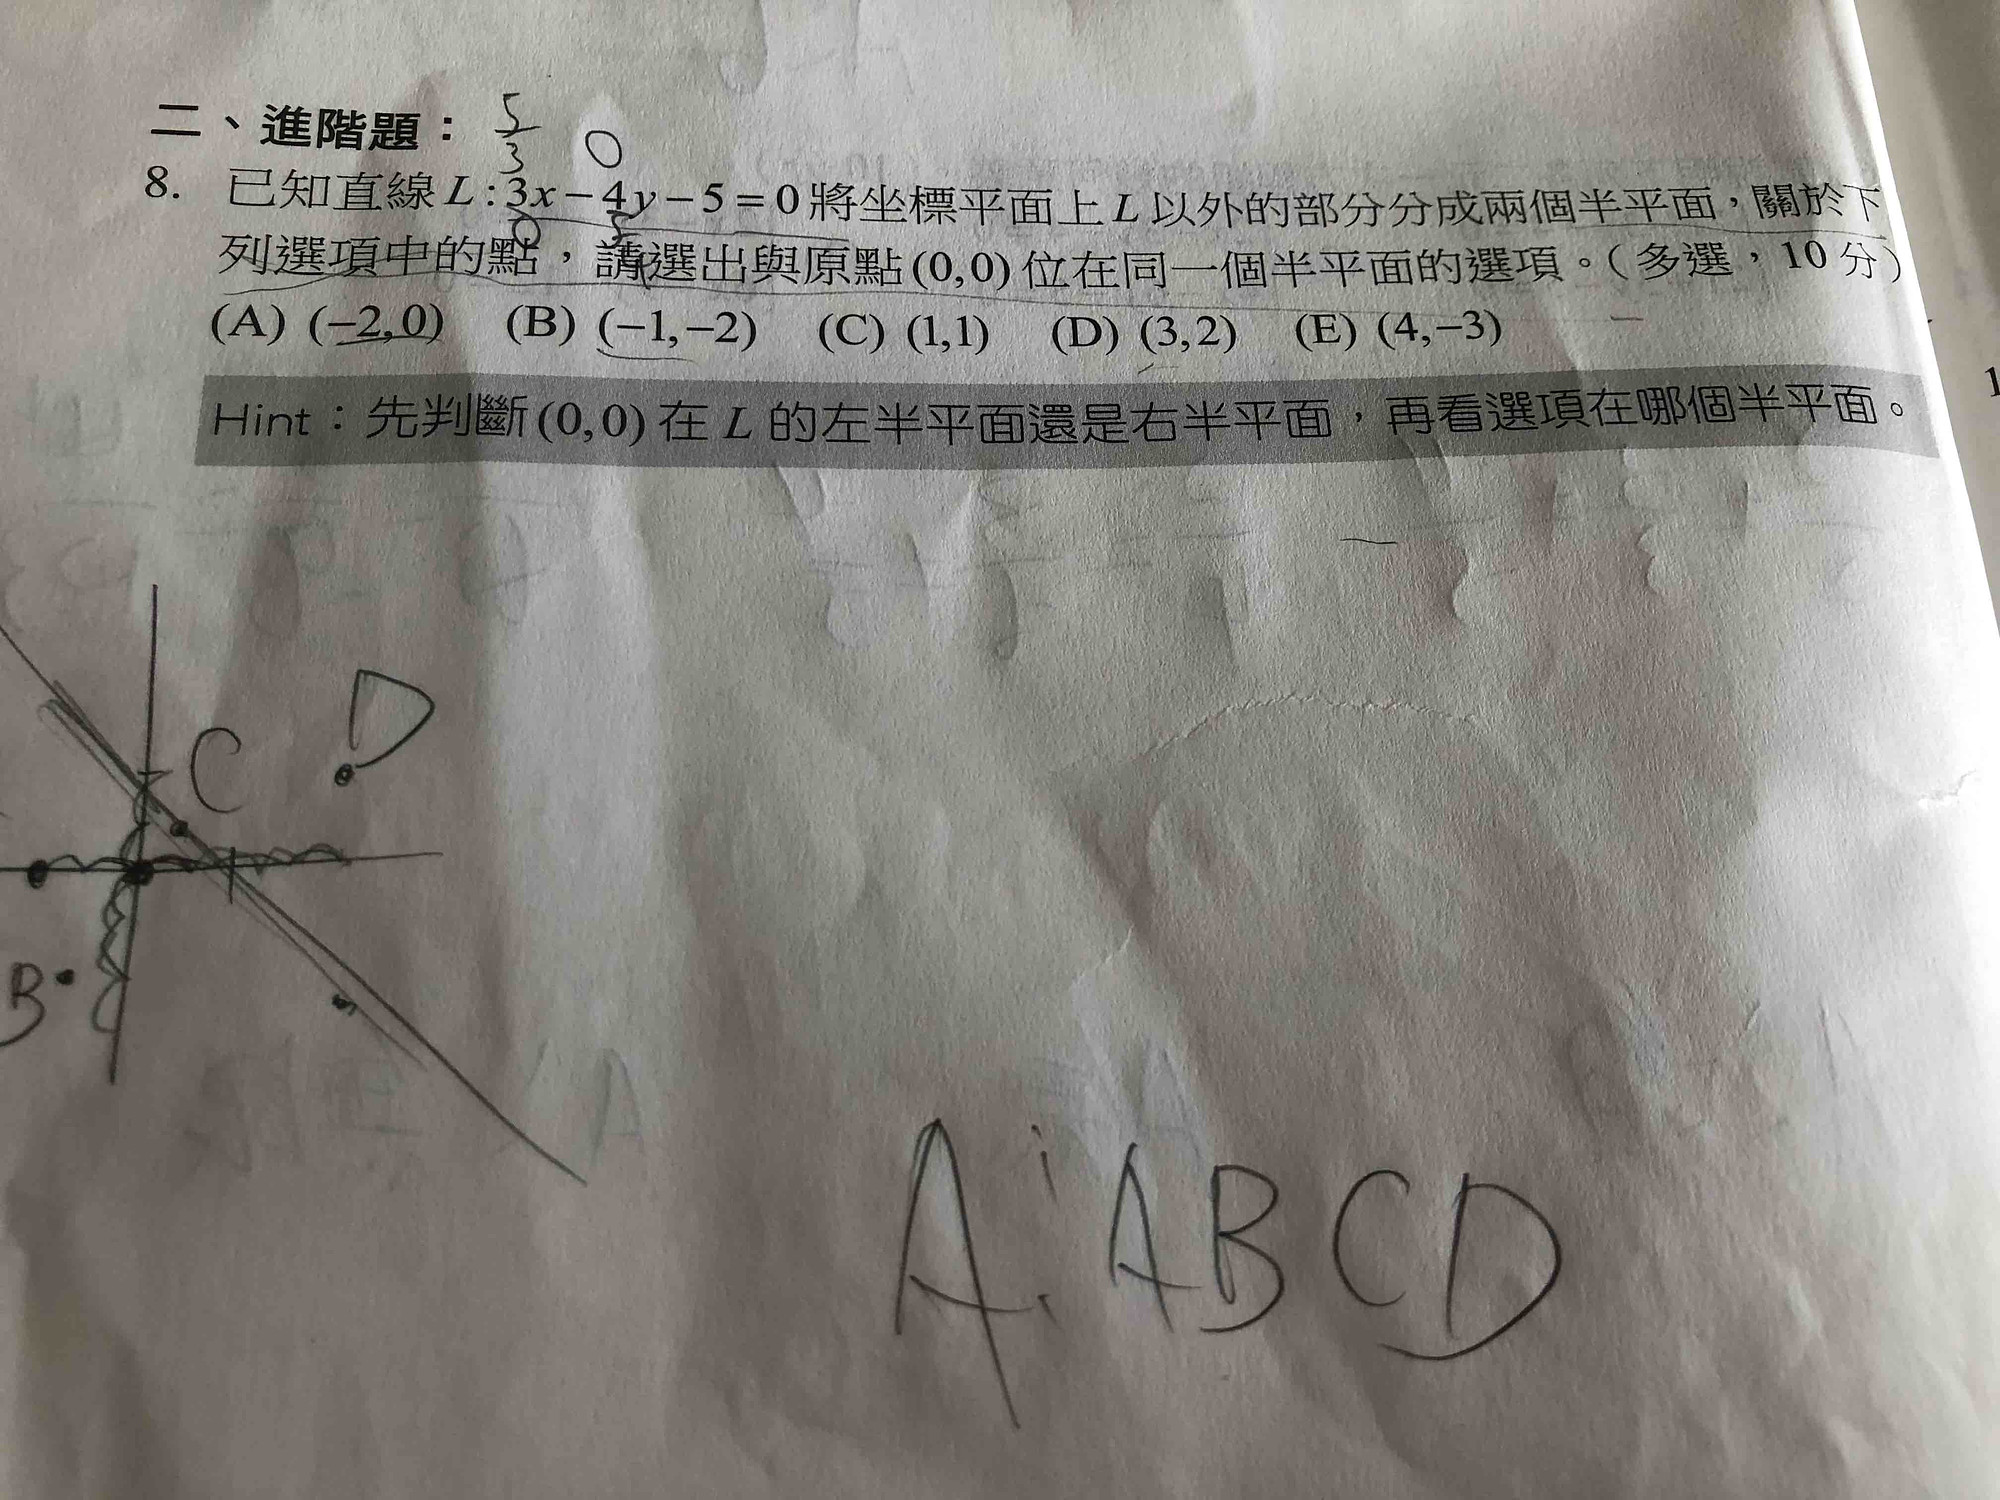 二、進階題：
5/3 0
8. 已知直線 L : 3x − 4y − 5 = 0 將坐標平面上 L 以外的部分分成兩個半平面，關於下
0
列選項中的點，請選出與原點 (0,0) 位在同一個半平面的選項。（多選，10 分）
(A) (−2,0) (B) (−1,−2) (C) (1,1) (D) (3,2) (E) (4,−3)
Hint：先判斷 (0,0) 在 L 的左半平面還是右半平面，再看選項在哪個半平面。
D
C
B
A: ABCD
1